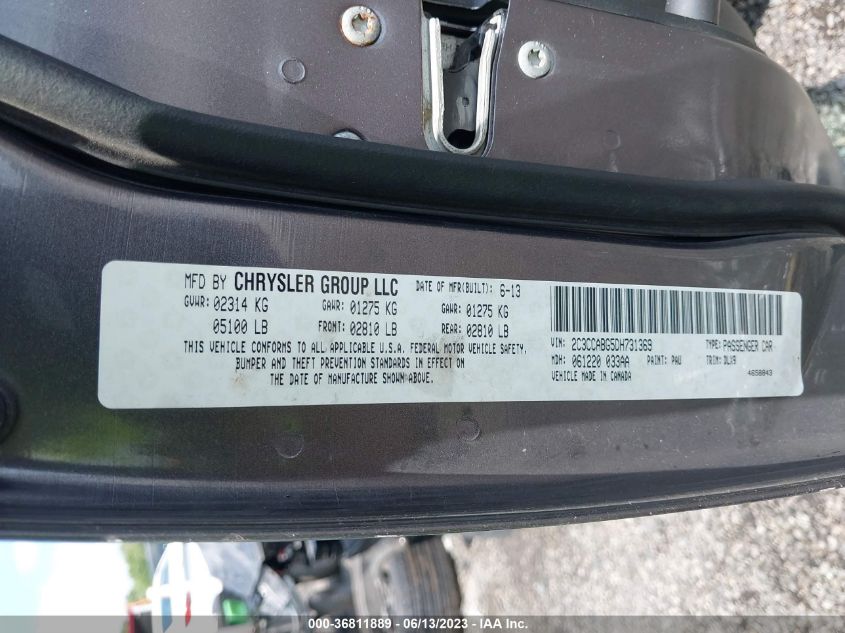 MFD BY CHRYSLER GROUP LLC DATE OF MFR(BUILT): 6-13
GVWR: 02314 KG GAWR: 01275 KG GAWR: 01275 KG
05100 LB FRONT: 02810 LB REAR: 02810 LB
THIS VEHICLE CONFORMS TO ALL APPLICABLE U.S.A. FEDERAL MOTOR VEHICLE SAFETY,
BUMPER AND THEFT PREVENTION STANDARDS IN EFFECT ON
THE DATE OF MANUFACTURE SHOWN ABOVE.
VIN: 2C3CCABG5DH731369 TYPE: PASSENGER CAR
MDH: 061220 033AA PAINT: PAU TRIM: DLX9
VEHICLE MADE IN CANADA 4658843
000-36811889 - 06/13/2023 - IAA Inc.